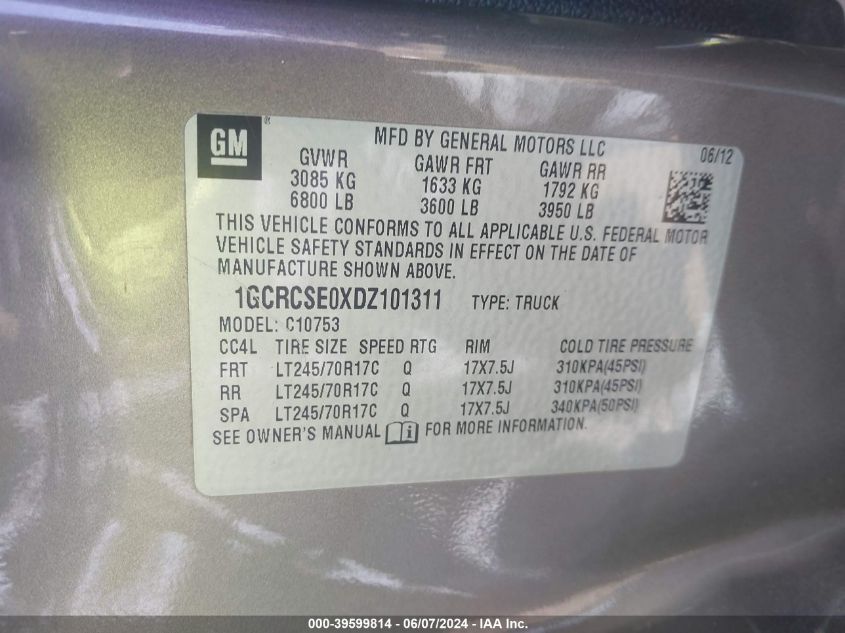 GM ®
MFD BY GENERAL MOTORS LLC
06/12
GVWR GAWR FRT GAWR RR
3085 KG 1633 KG 1792 KG
6800 LB 3600 LB 3950 LB
THIS VEHICLE CONFORMS TO ALL APPLICABLE U.S. FEDERAL MOTOR
VEHICLE SAFETY STANDARDS IN EFFECT ON THE DATE OF
MANUFACTURE SHOWN ABOVE.
1GCRCSE0XDZ101311 TYPE: TRUCK
MODEL: C10753
CC4L TIRE SIZE SPEED RTG RIM COLD TIRE PRESSURE
FRT LT245/70R17C Q 17X7.5J 310KPA(45PSI)
RR LT245/70R17C Q 17X7.5J 310KPA(45PSI)
SPA LT245/70R17C Q 17X7.5J 340KPA(50PSI)
SEE OWNER'S MANUAL i FOR MORE INFORMATION.
000-39599814 - 06/07/2024 - IAA Inc.